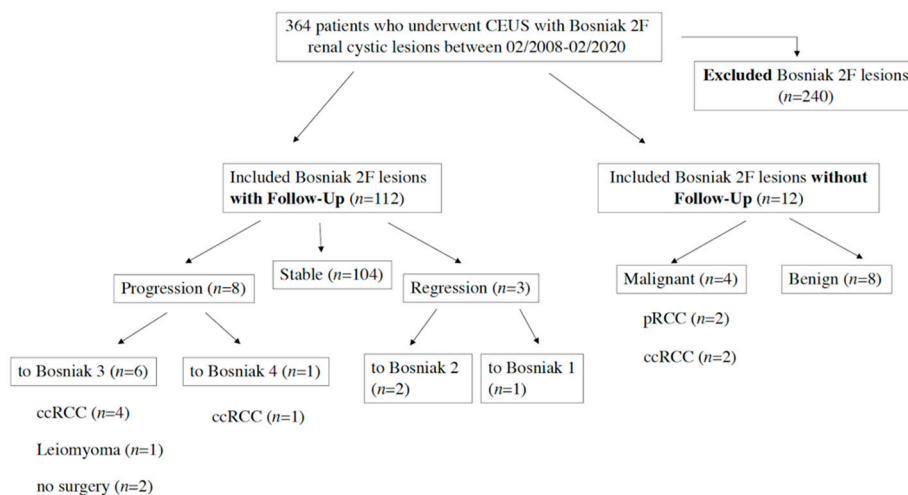 364 patients who underwent CEUS with Bosniak 2F
renal cystic lesions between 02/2008-02/2020
Excluded Bosniak 2F lesions
(n=240)
Included Bosniak 2F lesions
with Follow-Up (n=112)
Included Bosniak 2F lesions without
Follow-Up (n=12)
Progression (n=8)
Stable (n=104)
Regression (n=3)
Malignant (n=4)
Benign (n=8)
pRCC (n=2)
ccRCC (n=2)
to Bosniak 3 (n=6)
to Bosniak 4 (n=1)
to Bosniak 2
(n=2)
to Bosniak 1
(n=1)
ccRCC (n=4)
Leiomyoma (n=1)
no surgery (n=2)
ccRCC (n=1)